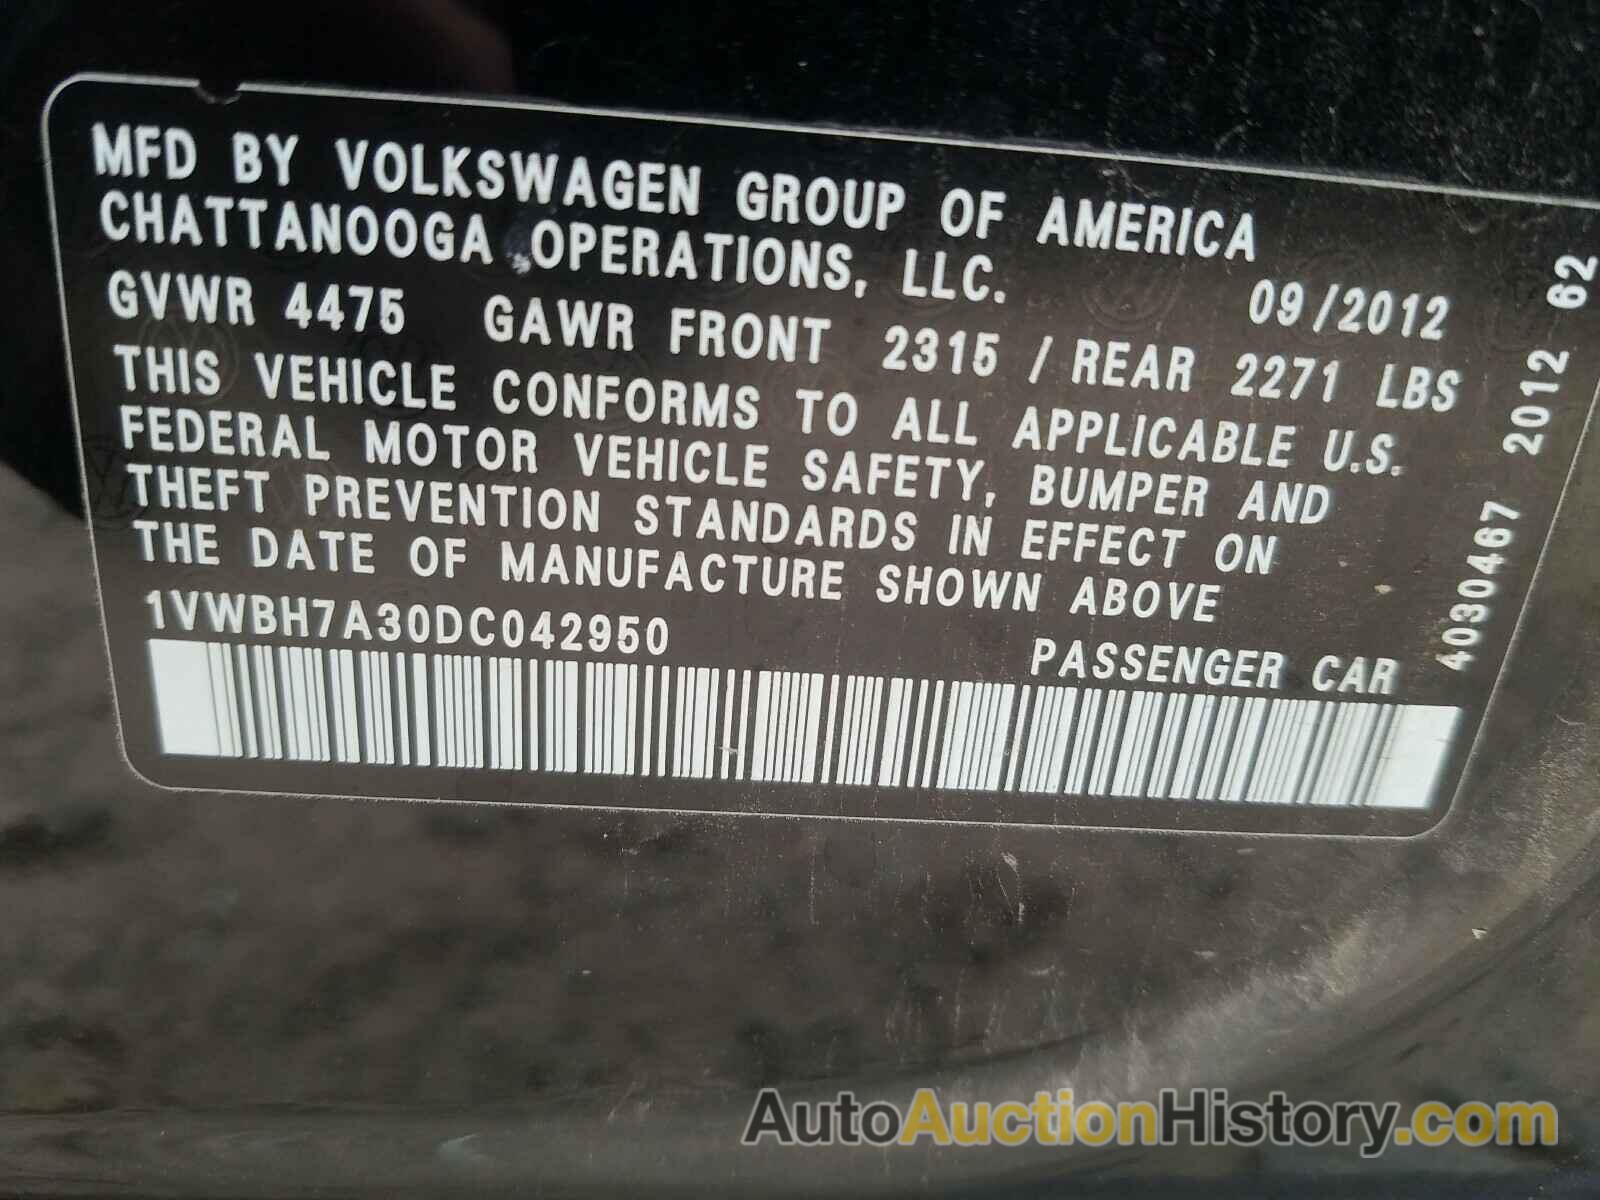 MFD BY VOLKSWAGEN GROUP OF AMERICA
CHATTANOOGA OPERATIONS, LLC.
09/2012
GVWR 4475 GAWR FRONT 2315 / REAR 2271 LBS
THIS VEHICLE CONFORMS TO ALL APPLICABLE U.S.
FEDERAL MOTOR VEHICLE SAFETY, BUMPER AND
THEFT PREVENTION STANDARDS IN EFFECT ON
THE DATE OF MANUFACTURE SHOWN ABOVE
1VWBH7A30DC042950
PASSENGER CAR
4030467 2012 62
AutoAuctionHistory.com